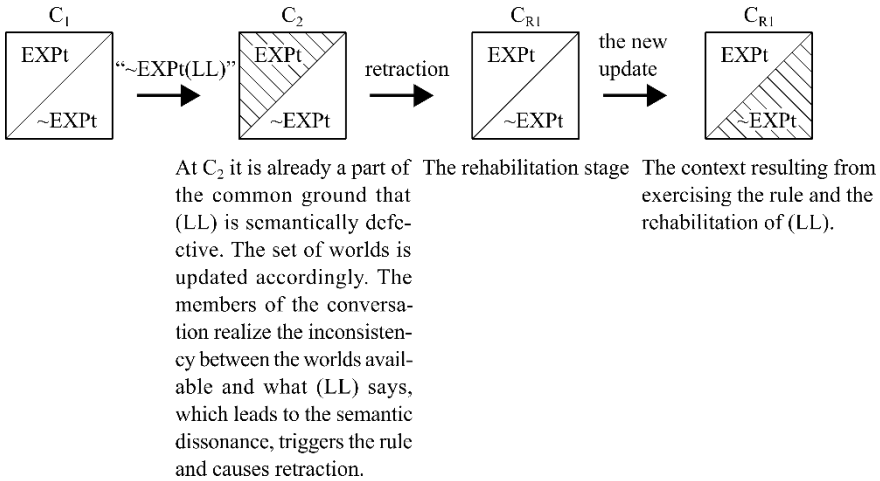 C1
EXPt
~EXPt
“~EXPt(LL)”
C2
EXPt
~EXPt
retraction
CR1
EXPt
~EXPt
the new
update
CR1
EXPt
~EXPt
At C2 it is already a part of
the common ground that
(LL) is semantically defe-
ctive. The set of worlds is
updated accordingly. The
members of the conversa-
tion realize the inconsisten-
cy between the worlds avail-
able and what (LL) says,
which leads to the semantic
dissonance, triggers the rule
and causes retraction.
The rehabilitation stage
The context resulting from
exercising the rule and the
rehabilitation of (LL).